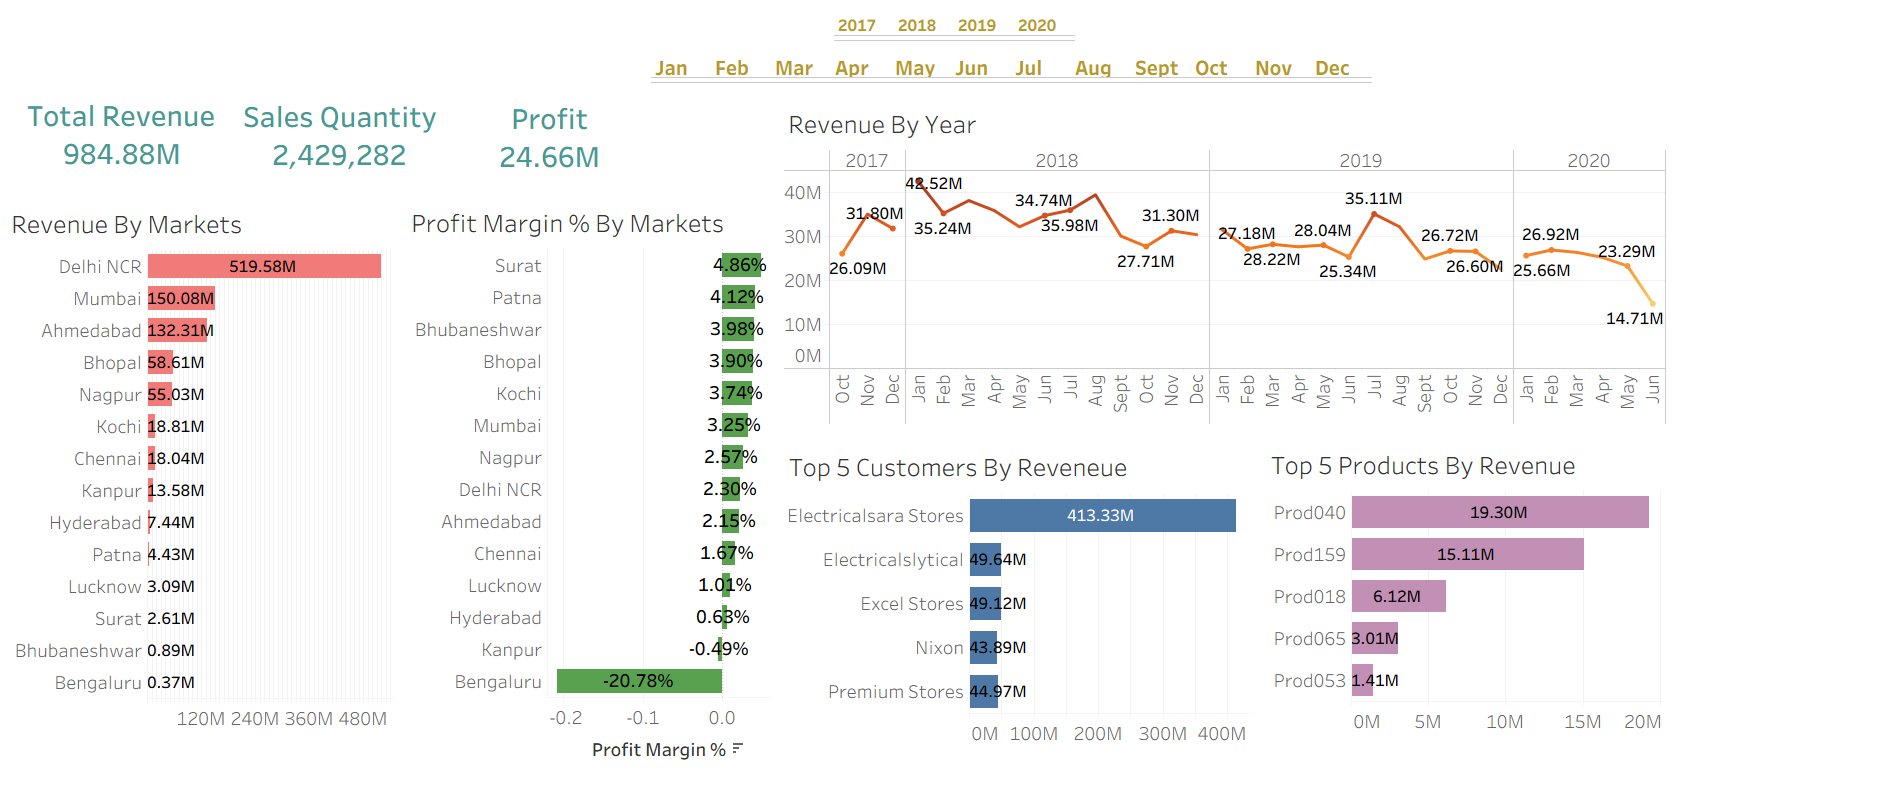 2017 2018 2019 2020
Jan Feb Mar Apr May Jun Jul Aug Sept Oct Nov Dec
Total Revenue
984.88M
Sales Quantity
2,429,282
Profit
24.66M
Revenue By Markets
Delhi NCR 519.58M
Mumbai 150.08M
Ahmedabad 132.31M
Bhopal 58.61M
Nagpur 55.03M
Kochi 18.81M
Chennai 18.04M
Kanpur 13.58M
Hyderabad 7.44M
Patna 4.43M
Lucknow 3.09M
Surat 2.61M
Bhubaneshwar 0.89M
Bengaluru 0.37M
120M 240M 360M 480M
Profit Margin % By Markets
Surat 4.86%
Patna 4.12%
Bhubaneshwar 3.98%
Bhopal 3.90%
Kochi 3.74%
Mumbai 3.25%
Nagpur 2.57%
Delhi NCR 2.30%
Ahmedabad 2.15%
Chennai 1.67%
Lucknow 1.01%
Hyderabad 0.63%
Kanpur -0.49%
Bengaluru -20.78%
-0.2 -0.1 0.0
Profit Margin %
Revenue By Year
2017 2018 2019 2020
40M
30M
20M
10M
0M
26.09M 31.80M 42.52M 35.24M 34.74M 35.98M 27.71M 31.30M 27.18M 28.22M 28.04M 25.34M 35.11M 26.72M 26.60M 25.66M 26.92M 23.29M 14.71M
Oct Nov Dec Jan Feb Mar Apr May Jun Jul Aug Sept Oct Nov Dec Jan Feb Mar Apr May Jun Jul Aug Sept Oct Nov Dec Jan Feb Mar Apr May Jun
Top 5 Customers By Reveneue
Electricalsara Stores 413.33M
Electricalslytical 49.64M
Excel Stores 49.12M
Nixon 43.89M
Premium Stores 44.97M
0M 100M 200M 300M 400M
Top 5 Products By Revenue
Prod040 19.30M
Prod159 15.11M
Prod018 6.12M
Prod065 3.01M
Prod053 1.41M
0M 5M 10M 15M 20M